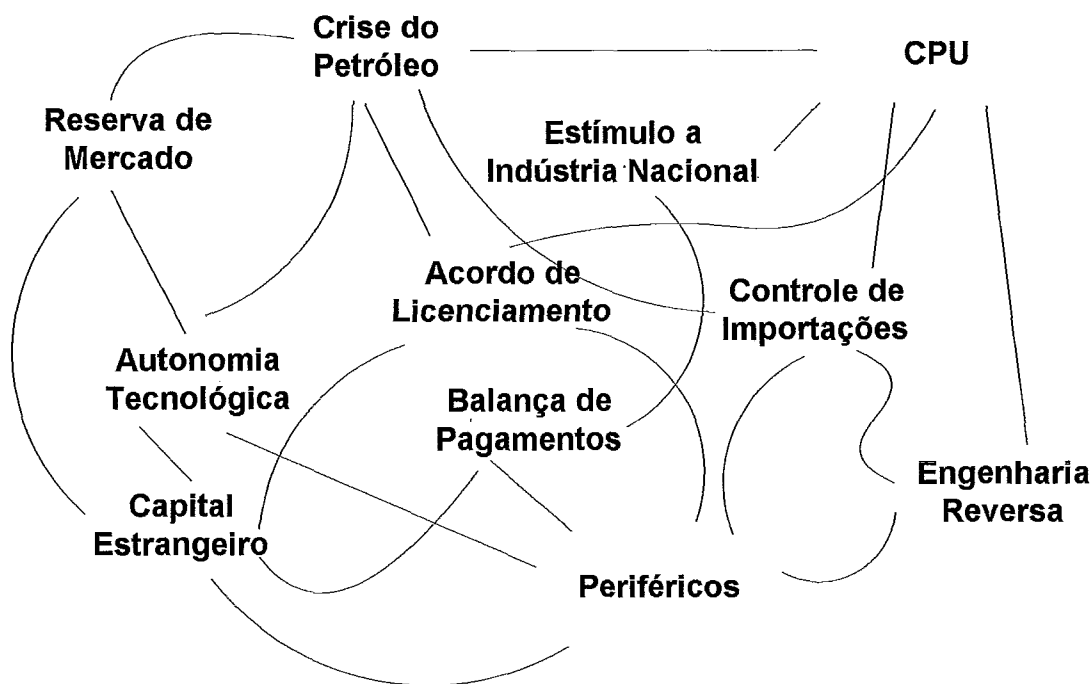 Crise do
Petróleo
CPU
Reserva de
Mercado
Estímulo a
Indústria Nacional
Acordo de
Licenciamento
Controle de
Importações
Autonomia
Tecnológica
Balança de
Pagamentos
Capital
Estrangeiro
Engenharia
Reversa
Periféricos